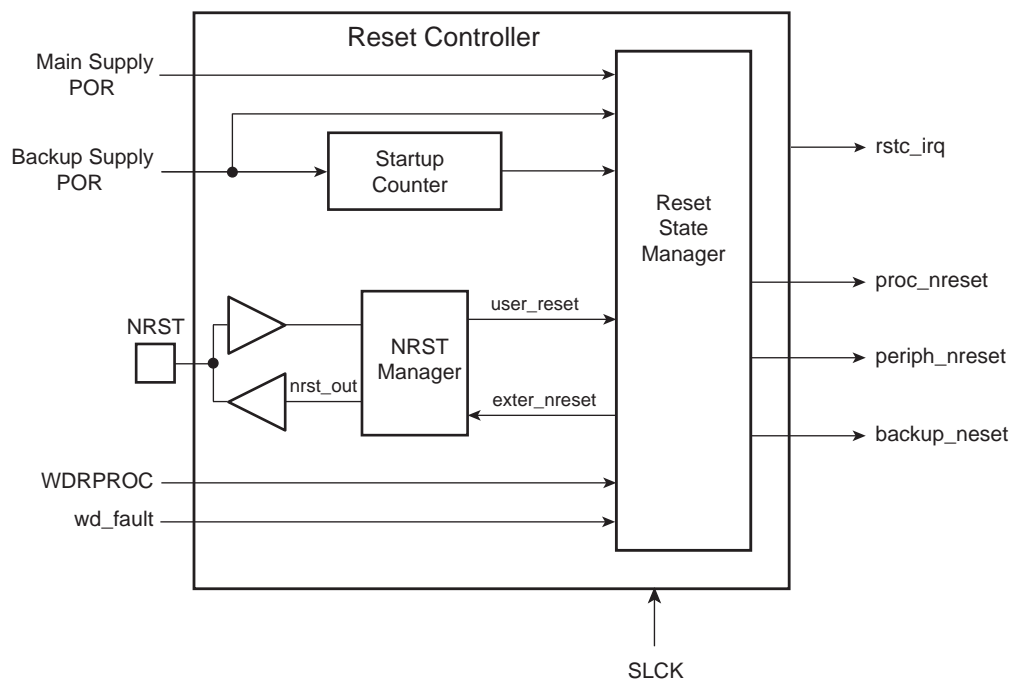 Reset Controller
Main Supply
POR
Backup Supply
POR
Startup
Counter
rstc_irq
Reset
State
Manager
proc_nreset
user_reset
NRST
NRST
Manager
nrst_out
periph_nreset
exter_nreset
backup_neset
WDRPROC
wd_fault
SLCK